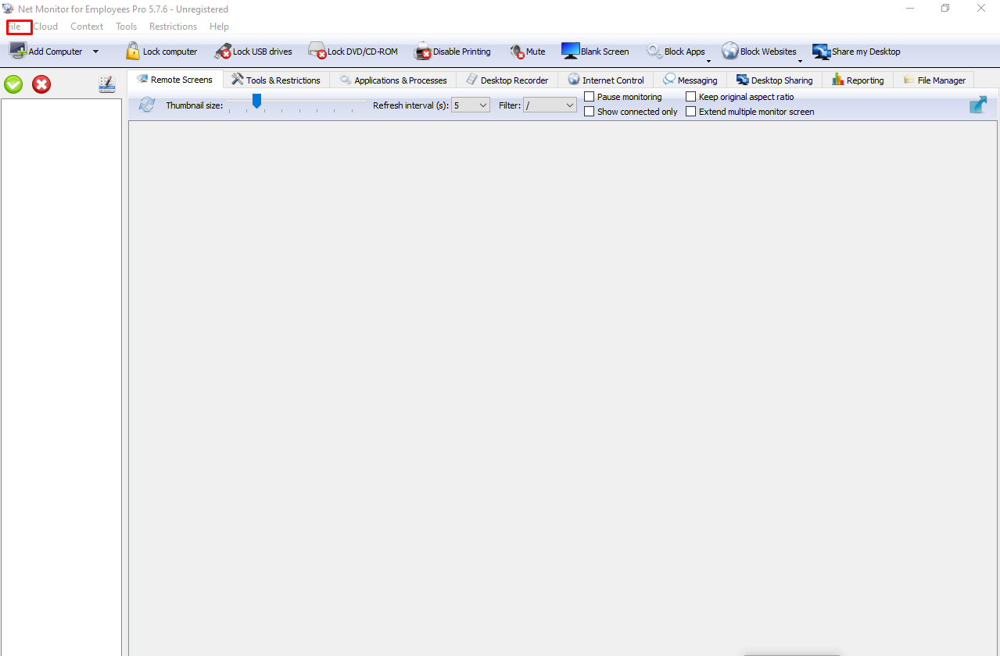 Net Monitor for Employees Pro 5.7.6 - Unregistered
File Cloud Context Tools Restrictions Help
Add Computer Lock computer Lock USB drives Lock DVD/CD-ROM Disable Printing Mute Blank Screen Block Apps Block Websites Share my Desktop
Remote Screens Tools & Restrictions Applications & Processes Desktop Recorder Internet Control Messaging Desktop Sharing Reporting File Manager
Thumbnail size: Refresh interval (s): 5 Filter: / Pause monitoring Keep original aspect ratio
Show connected only Extend multiple monitor screen